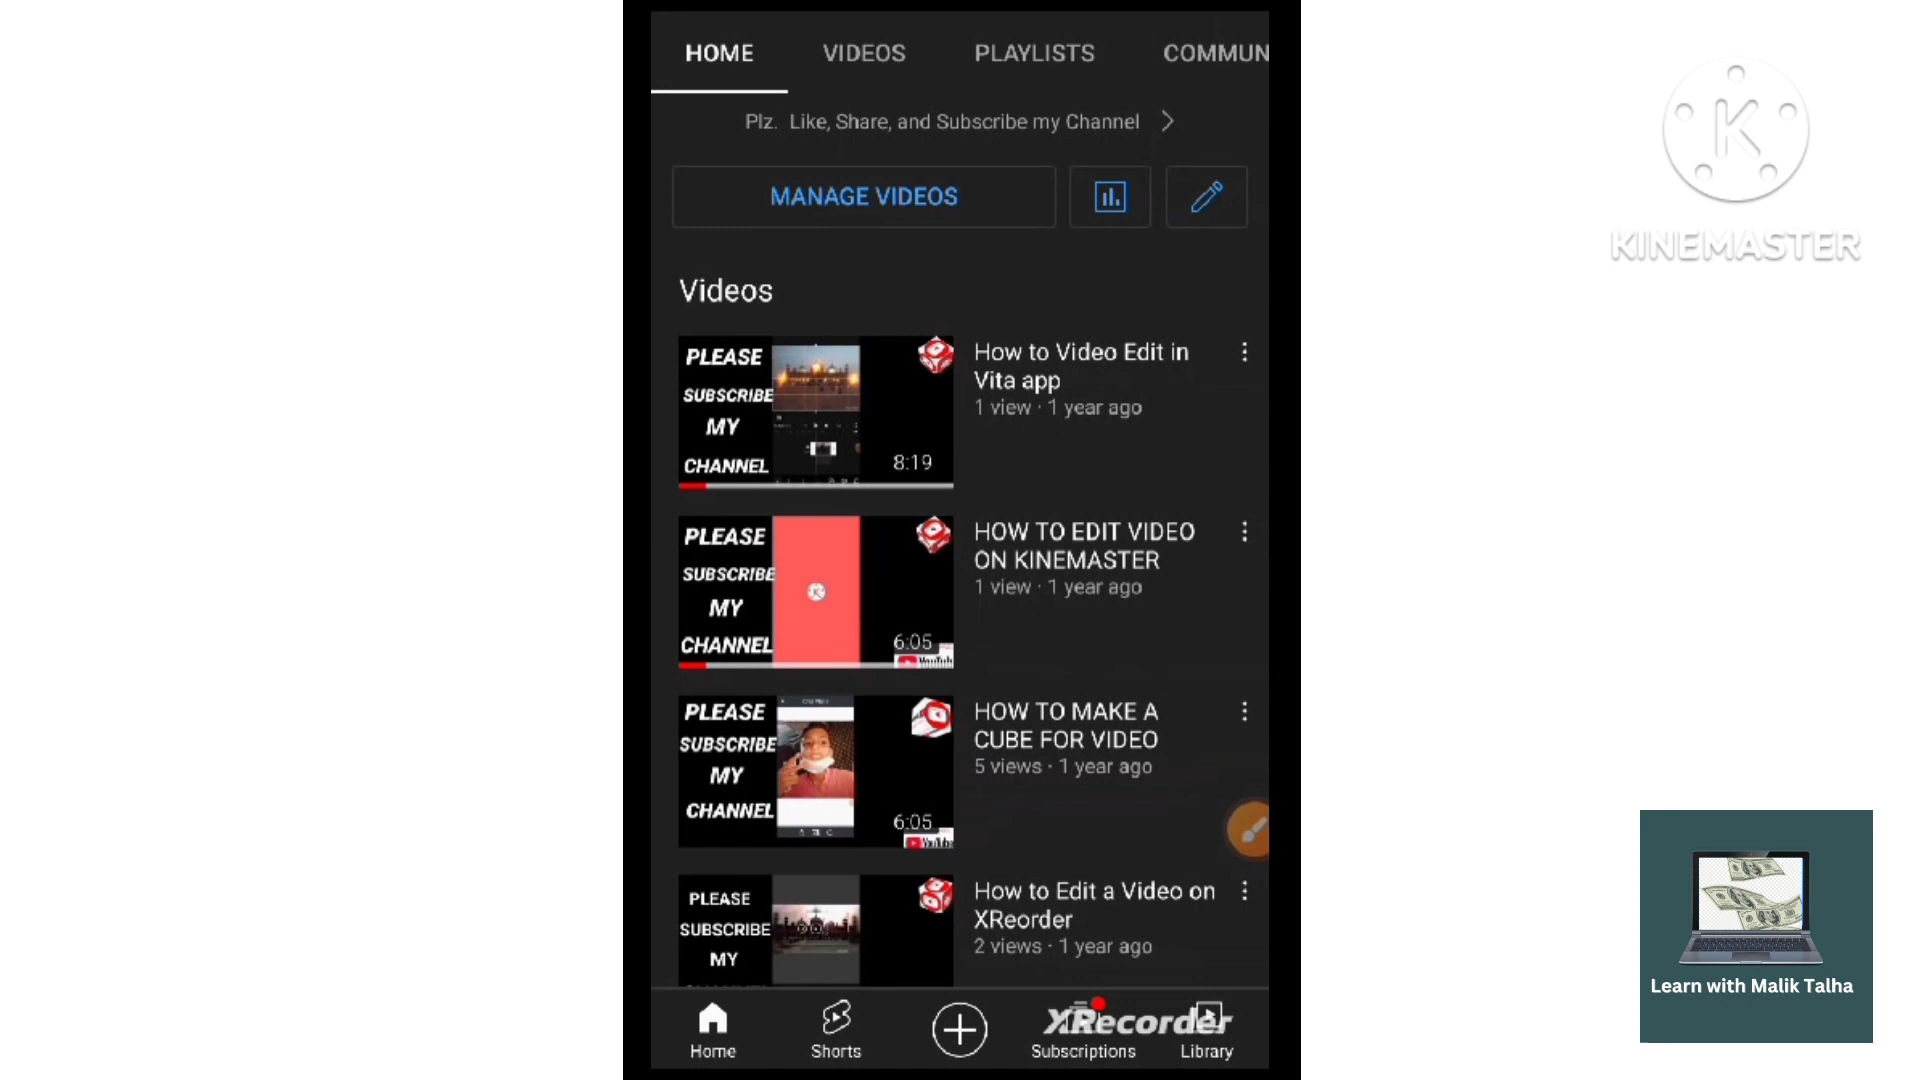 HOME VIDEOS PLAYLISTS COMMUN
Plz. Like, Share, and Subscribe my Channel
MANAGE VIDEOS
Videos
PLEASE
SUBSCRIBE
MY
CHANNEL
8:19
How to Video Edit in
Vita app
1 view · 1 year ago
PLEASE
SUBSCRIBE
MY
CHANNEL
6:05
YouTub
HOW TO EDIT VIDEO
ON KINEMASTER
1 view · 1 year ago
PLEASE
SUBSCRIBE
MY
CHANNEL
6:05
HOW TO MAKE A
CUBE FOR VIDEO
5 views · 1 year ago
PLEASE
SUBSCRIBE
MY
How to Edit a Video on
XReorder
2 views · 1 year ago
XRecorder
Home Shorts Subscriptions Library
K
KINEMASTER
Learn with Malik Talha